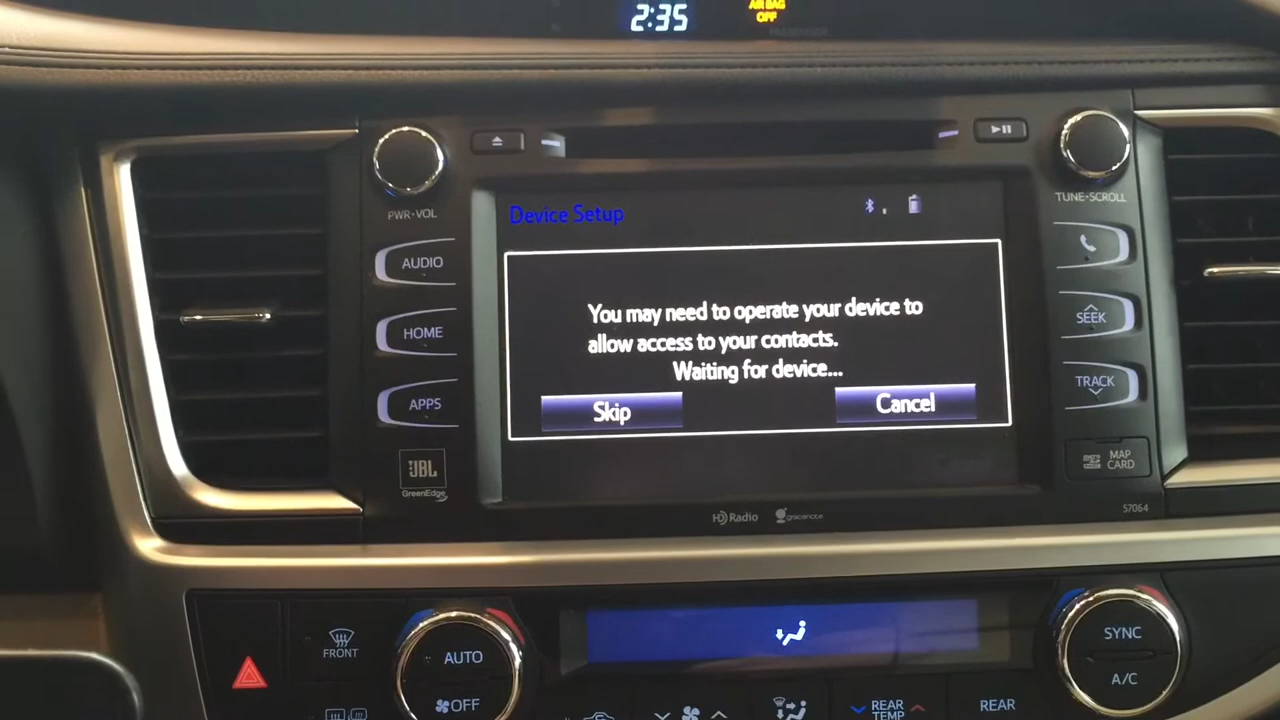 2:35
AIR BAG
OFF
PASSENGER
PWR•VOL
TUNE•SCROLL
AUDIO
HOME
APPS
JBL
GreenEdge
Device Setup
You may need to operate your device to
allow access to your contacts.
Waiting for device...
Skip
Cancel
SEEK
TRACK
MAP
CARD
57064
HD Radio
gracenote
FRONT
AUTO
OFF
SYNC
A/C
REAR
TEMP
REAR